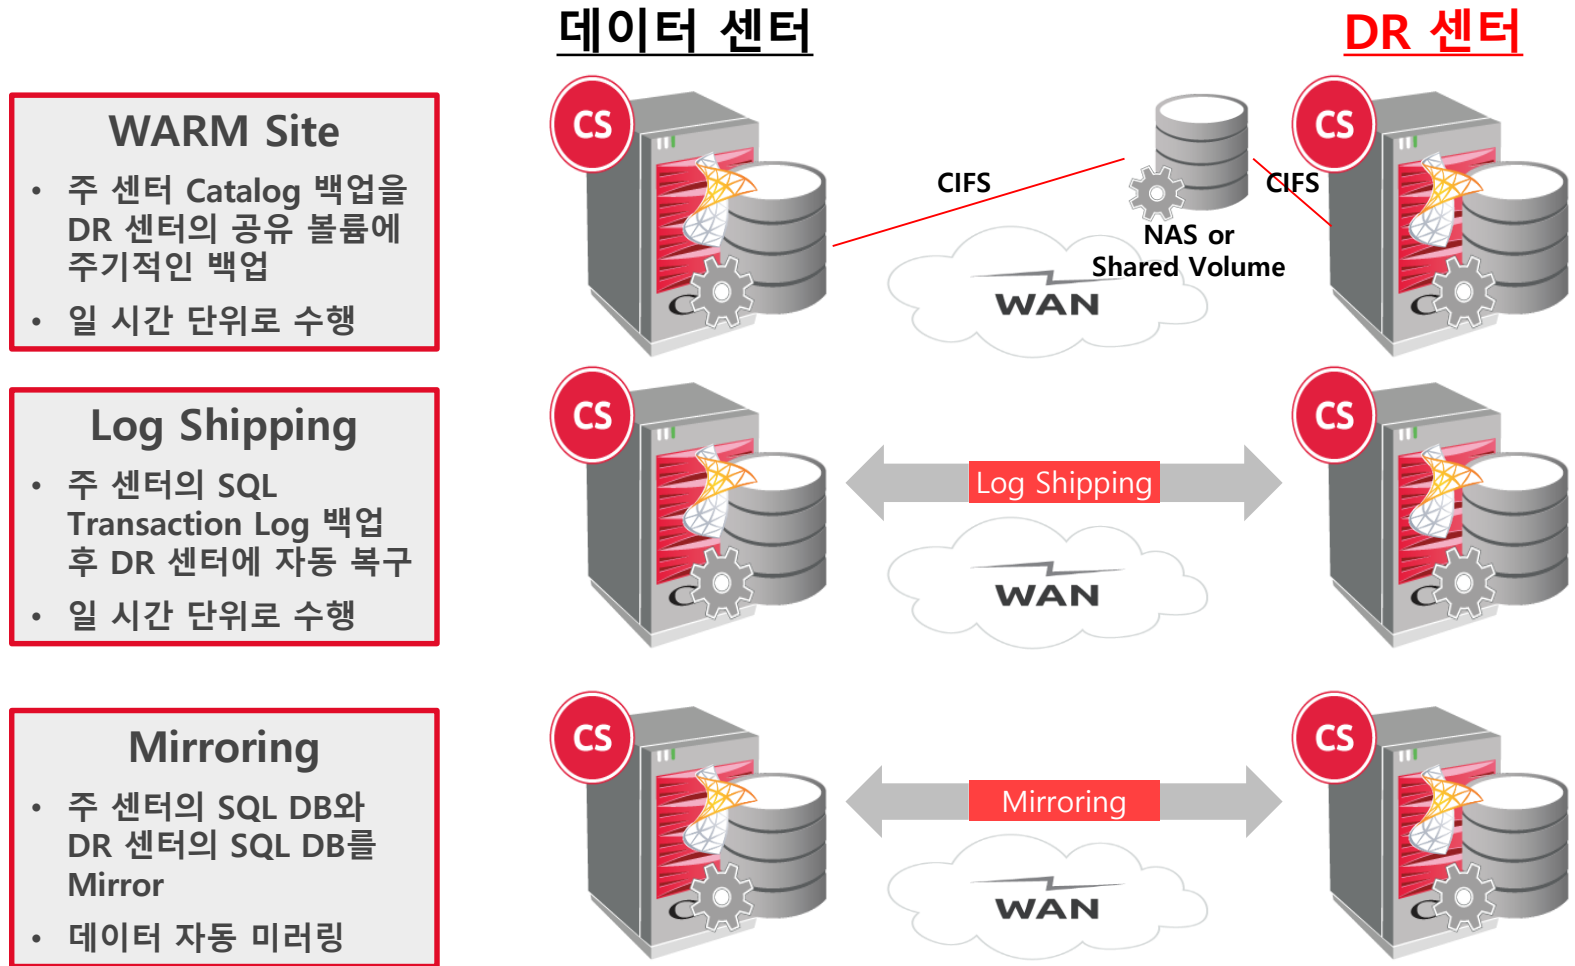 데이터 센터
DR 센터
WARM Site
• 주 센터 Catalog 백업을
DR 센터의 공유 볼륨에
주기적인 백업
• 일 시간 단위로 수행
CS
CIFS
NAS or
Shared Volume
CIFS
CS
WAN
Log Shipping
• 주 센터의 SQL
Transaction Log 백업
후 DR 센터에 자동 복구
• 일 시간 단위로 수행
CS
Log Shipping
CS
WAN
Mirroring
• 주 센터의 SQL DB와
DR 센터의 SQL DB를
Mirror
• 데이터 자동 미러링
CS
Mirroring
CS
WAN